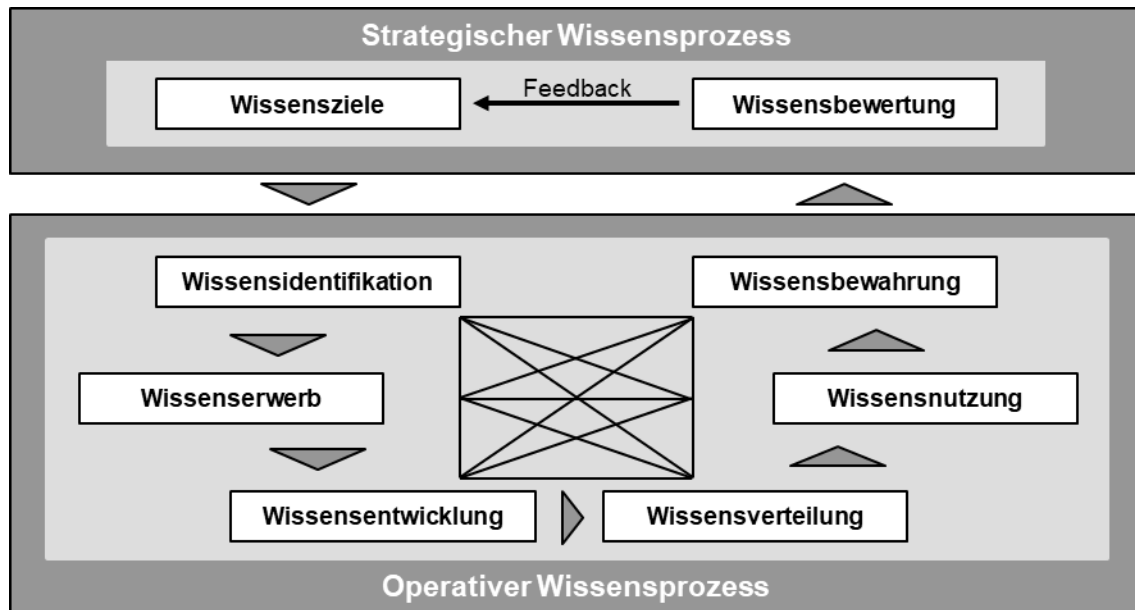 Strategischer Wissensprozess
Wissensziele
Feedback
Wissensbewertung
Wissensidentifikation
Wissensbewahrung
Wissenserwerb
Wissensnutzung
Wissensentwicklung
Wissensverteilung
Operativer Wissensprozess